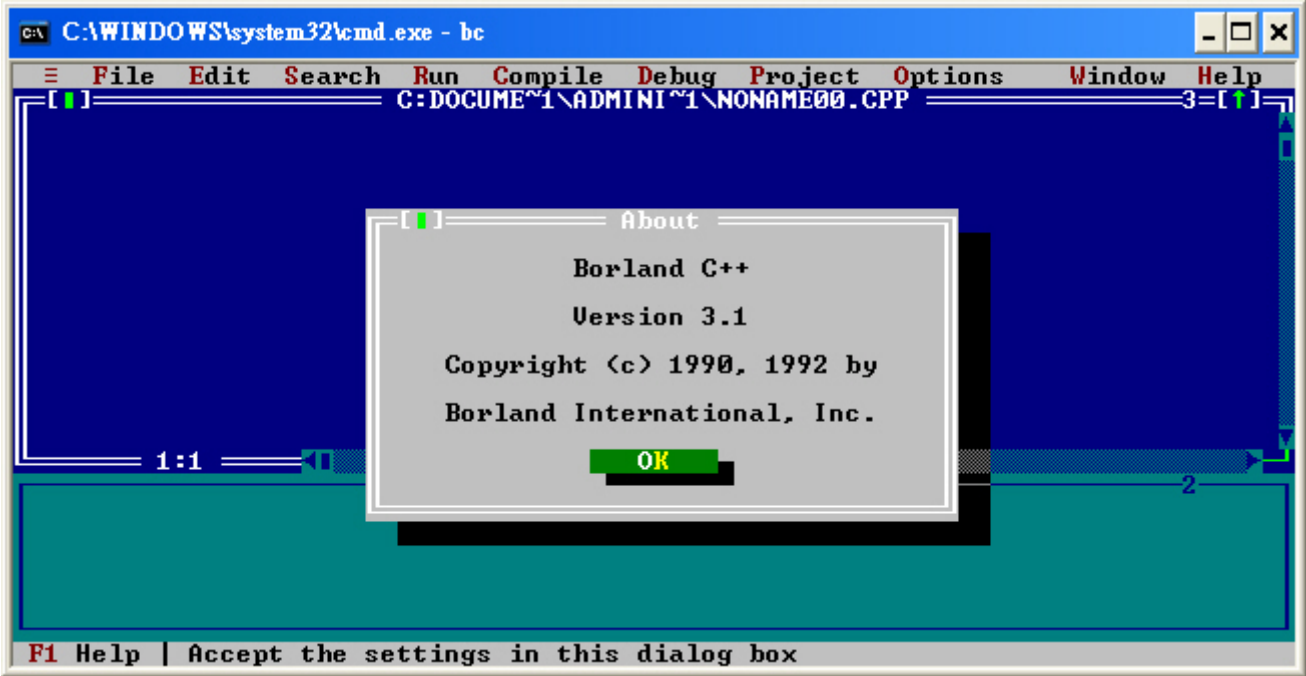 C:\WINDOWS\system32\cmd.exe - bc
≡ File Edit Search Run Compile Debug Project Options Window Help
[▮] C:DOCUME~1\ADMINI~1\NONAME00.CPP 3=[↑]
[▮] About
Borland C++
Version 3.1
Copyright (c) 1990, 1992 by
Borland International, Inc.
OK
1:1
2
F1 Help | Accept the settings in this dialog box